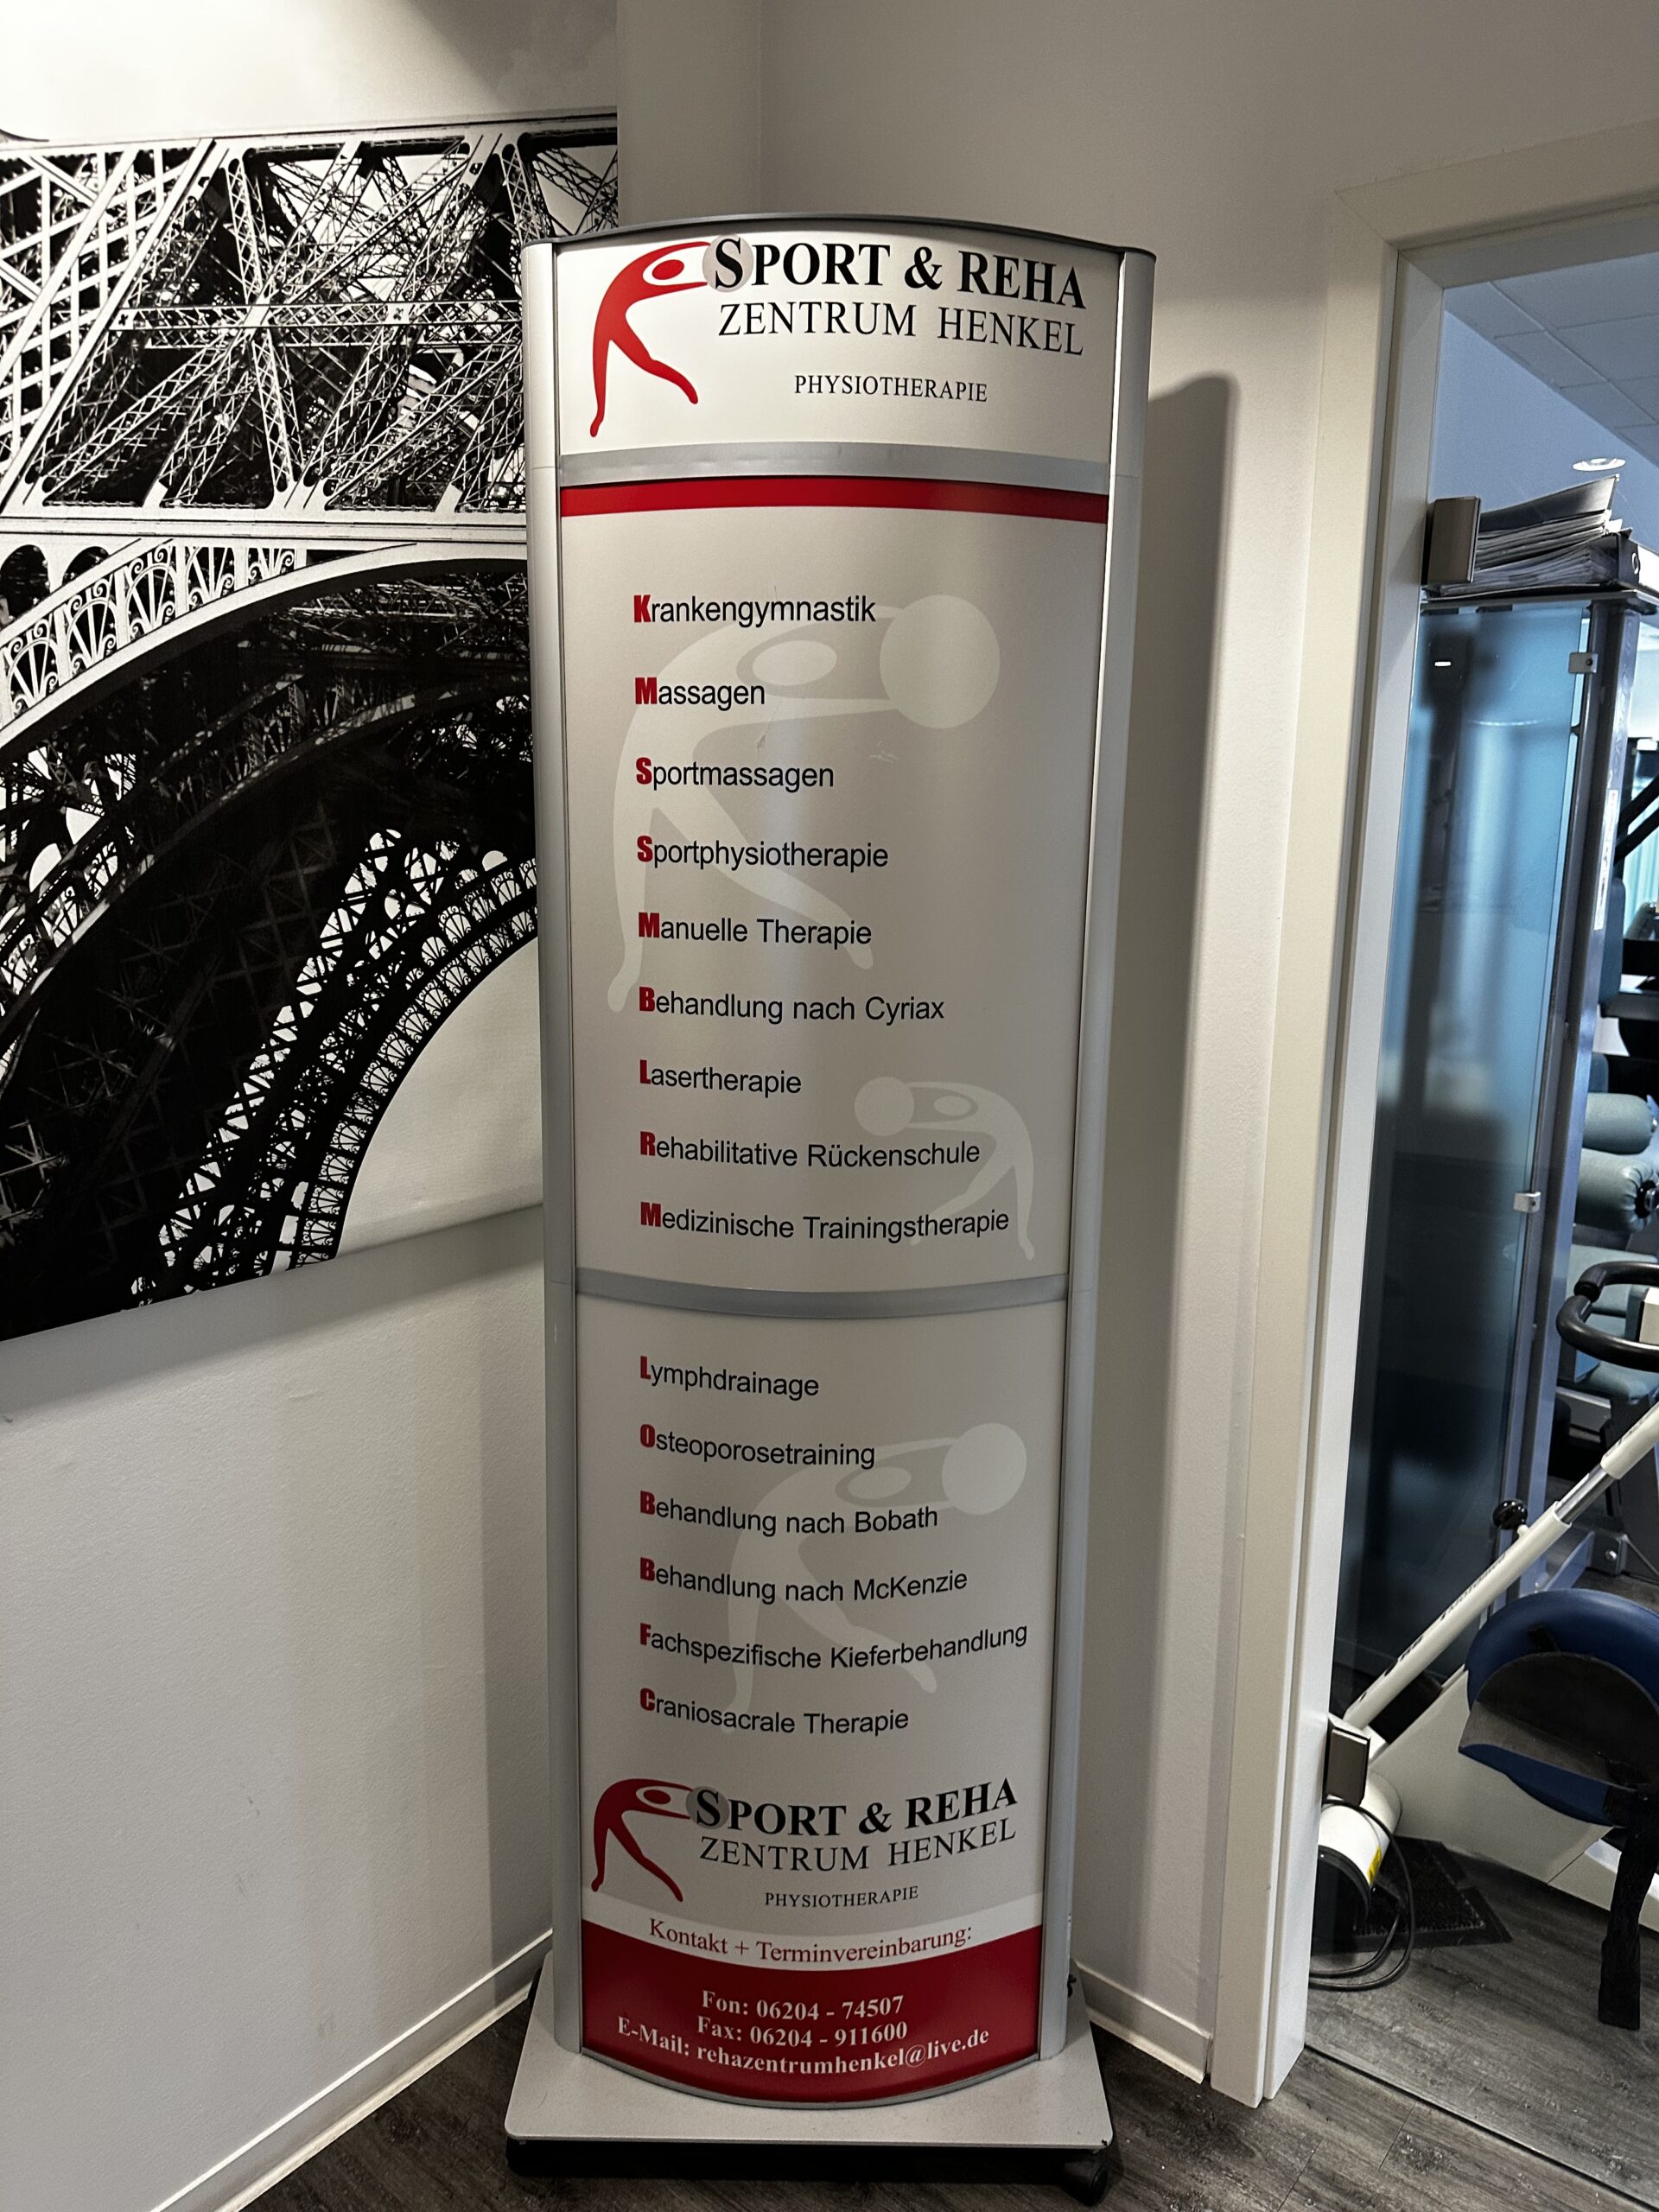 SPORT & REHA
ZENTRUM HENKEL
PHYSIOTHERAPIE
Krankengymnastik
Massagen
Sportmassagen
Sportphysiotherapie
Manuelle Therapie
Behandlung nach Cyriax
Lasertherapie
Rehabilitative Rückenschule
Medizinische Trainingstherapie
Lymphdrainage
Osteoporosetraining
Behandlung nach Bobath
Behandlung nach McKenzie
Fachspezifische Kieferbehandlung
Craniosacrale Therapie
SPORT & REHA
ZENTRUM HENKEL
PHYSIOTHERAPIE
Kontakt + Terminvereinbarung:
Fon: 06204 - 74507
Fax: 06204 - 911600
E-Mail: rehazentrumhenkel@live.de